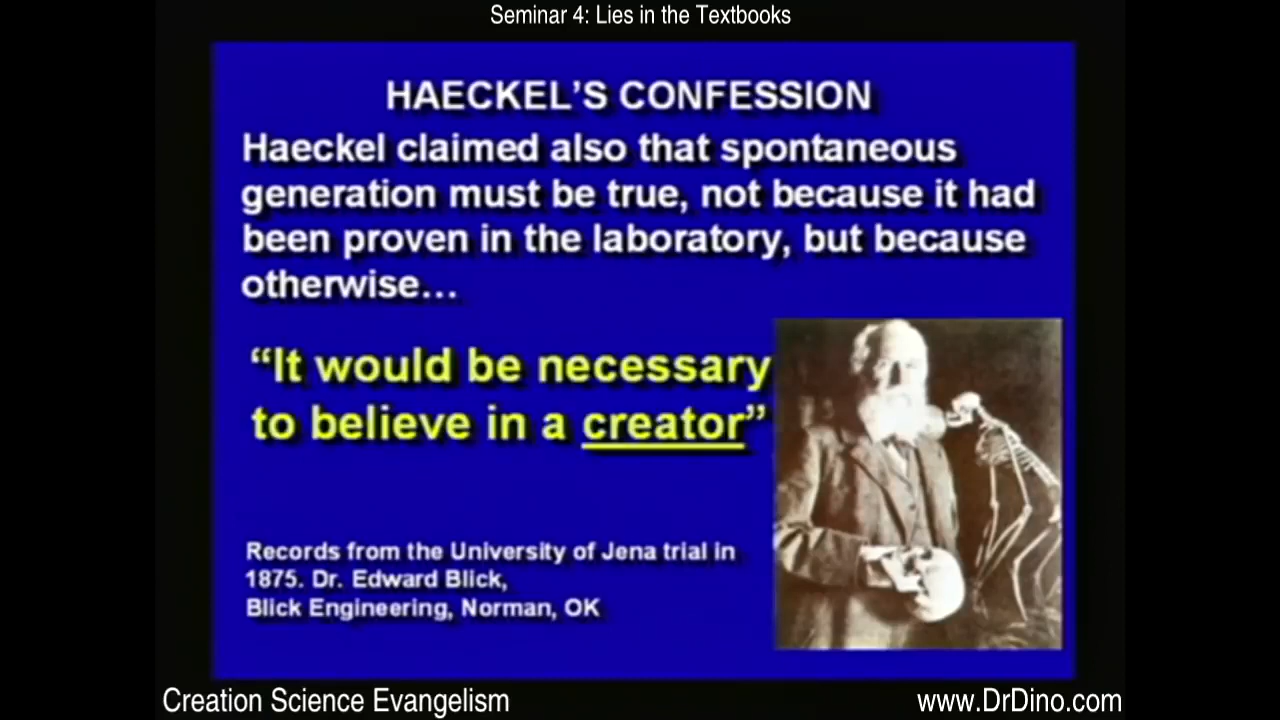 Seminar 4: Lies in the Textbooks
HAECKEL’S CONFESSION
Haeckel claimed also that spontaneous
generation must be true, not because it had
been proven in the laboratory, but because
otherwise…
“It would be necessary
to believe in a creator”
Records from the University of Jena trial in
1875. Dr. Edward Blick,
Blick Engineering, Norman, OK
Creation Science Evangelism
www.DrDino.com